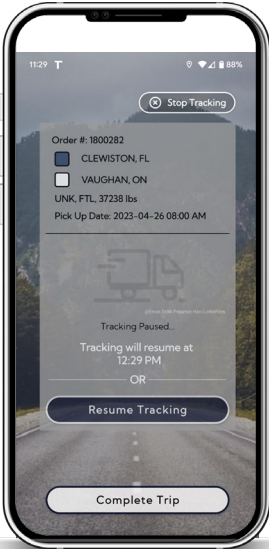 11:29 T
88%
Stop Tracking
Order #: 1800282
CLEWISTON, FL
VAUGHAN, ON
UNK, FTL, 37238 lbs
Pick Up Date: 2023-04-26 08:00 AM
Tracking Paused...
Tracking will resume at
12:29 PM
OR
Resume Tracking
Complete Trip